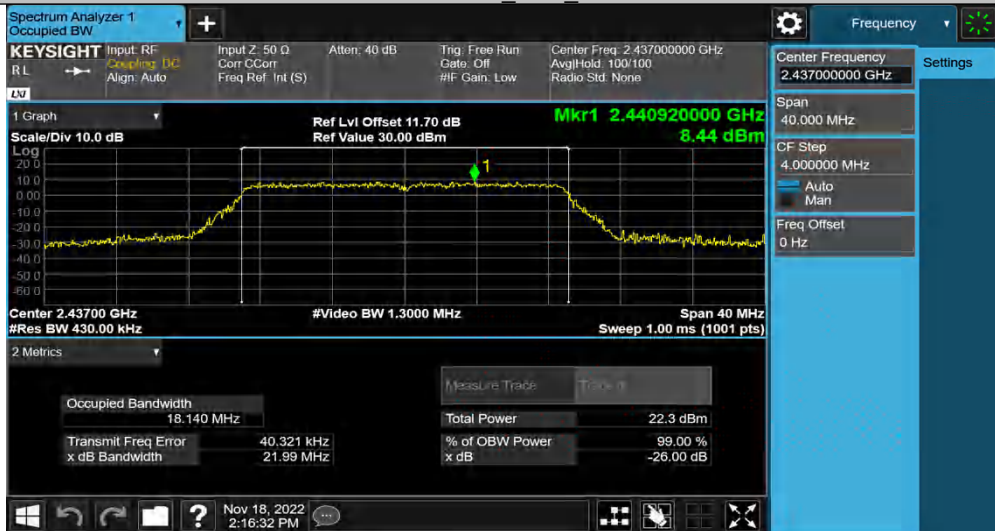 Spectrum Analyzer 1
Occupied BW
+
Frequency
KEYSIGHT
RL
LXI
Input: RF
Coupling: DC
Align: Auto
Input Z: 50 Ω
Corr CCorr
Freq Ref: Int (S)
Atten: 40 dB
Trig: Free Run
Gate: Off
#IF Gain: Low
Center Freq: 2.437000000 GHz
Avg|Hold: 100/100
Radio Std: None
Center Frequency
2.437000000 GHz
Settings
Span
40.000 MHz
CF Step
4.000000 MHz
Auto
Man
Freq Offset
0 Hz
1 Graph
Scale/Div 10.0 dB
Ref Lvl Offset 11.70 dB
Ref Value 30.00 dBm
Mkr1 2.440920000 GHz
8.44 dBm
Log
20.0
10.0
0.00
-10.0
-20.0
-30.0
-40.0
-50.0
-60.0
1
Center 2.43700 GHz
#Res BW 430.00 kHz
#Video BW 1.3000 MHz
Span 40 MHz
Sweep 1.00 ms (1001 pts)
2 Metrics
Measure Trace
Occupied Bandwidth
18.140 MHz
Transmit Freq Error 40.321 kHz
x dB Bandwidth 21.99 MHz
Total Power 22.3 dBm
% of OBW Power 99.00 %
x dB -26.00 dB
?
Nov 18, 2022
2:16:32 PM